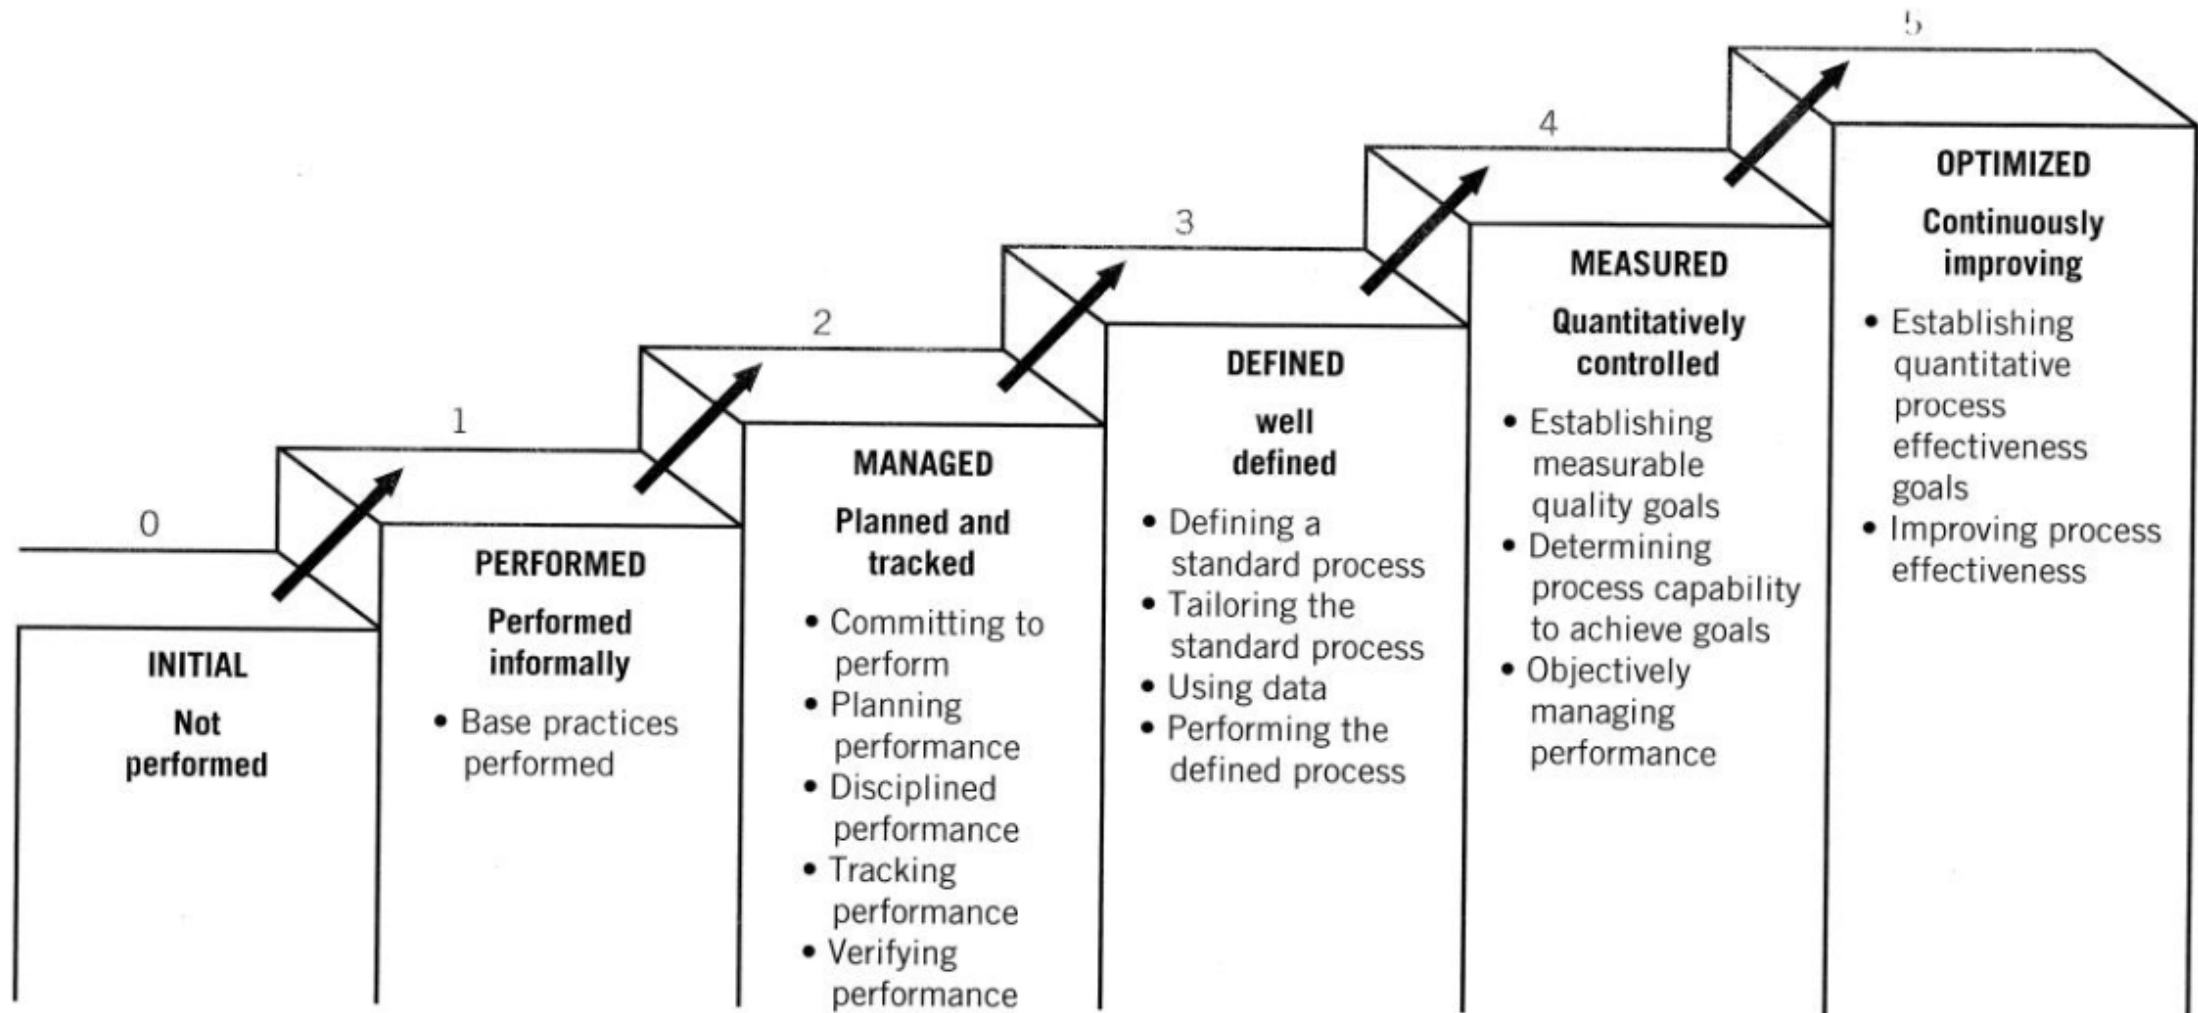 0
INITIAL
Not
performed
1
PERFORMED
Performed
informally
• Base practices
performed
2
MANAGED
Planned and
tracked
• Committing to
perform
• Planning
performance
• Disciplined
performance
• Tracking
performance
• Verifying
performance
3
DEFINED
well
defined
• Defining a
standard process
• Tailoring the
standard process
• Using data
• Performing the
defined process
4
MEASURED
Quantitatively
controlled
• Establishing
measurable
quality goals
• Determining
process capability
to achieve goals
• Objectively
managing
performance
5
OPTIMIZED
Continuously
improving
• Establishing
quantitative
process
effectiveness
goals
• Improving process
effectiveness